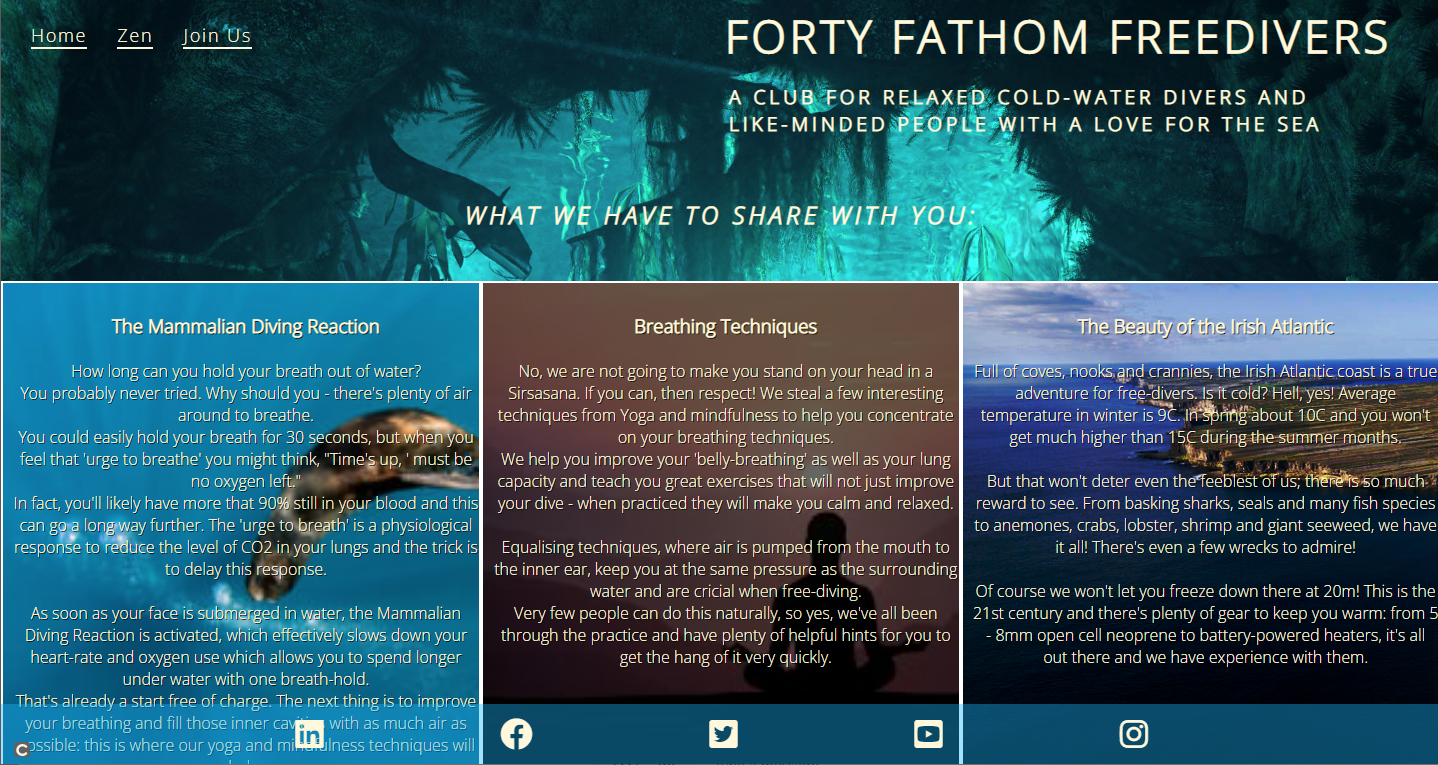 Home Zen Join Us
FORTY FATHOM FREEDIVERS
A CLUB FOR RELAXED COLD-WATER DIVERS AND
LIKE-MINDED PEOPLE WITH A LOVE FOR THE SEA
WHAT WE HAVE TO SHARE WITH YOU:
The Mammalian Diving Reaction
How long can you hold your breath out of water?
You probably never tried. Why should you - there's plenty of air
around to breathe.
You could easily hold your breath for 30 seconds, but when you
feel that 'urge to breathe' you might think, "Time's up, ' must be
no oxygen left."
In fact, you'll likely have more that 90% still in your blood and this
can go a long way further. The 'urge to breath' is a physiological
response to reduce the level of CO2 in your lungs and the trick is
to delay this response.
As soon as your face is submerged in water, the Mammalian
Diving Reaction is activated, which effectively slows down your
heart-rate and oxygen use which allows you to spend longer
under water with one breath-hold.
That's already a start free of charge. The next thing is to improve
your breathing and fill those inner cavities with as much air as
possible: this is where our yoga and mindfulness techniques will
Breathing Techniques
No, we are not going to make you stand on your head in a
Sirsasana. If you can, then respect! We steal a few interesting
techniques from Yoga and mindfulness to help you concentrate
on your breathing techniques.
We help you improve your 'belly-breathing' as well as your lung
capacity and teach you great exercises that will not just improve
your dive - when practiced they will make you calm and relaxed.
Equalising techniques, where air is pumped from the mouth to
the inner ear, keep you at the same pressure as the surrounding
water and are cricial when free-diving.
Very few people can do this naturally, so yes, we've all been
through the practice and have plenty of helpful hints for you to
get the hang of it very quickly.
The Beauty of the Irish Atlantic
Full of coves, nooks and crannies, the Irish Atlantic coast is a true
adventure for free-divers. Is it cold? Hell, yes! Average
temperature in winter is 9C. In spring about 10C and you won't
get much higher than 15C during the summer months.
But that won't deter even the feeblest of us; there is so much
reward to see. From basking sharks, seals and many fish species
to anemones, crabs, lobster, shrimp and giant seeweed, we have
it all! There's even a few wrecks to admire!
Of course we won't let you freeze down there at 20m! This is the
21st century and there's plenty of gear to keep you warm: from 5
- 8mm open cell neoprene to battery-powered heaters, it's all
out there and we have experience with them.
in
C